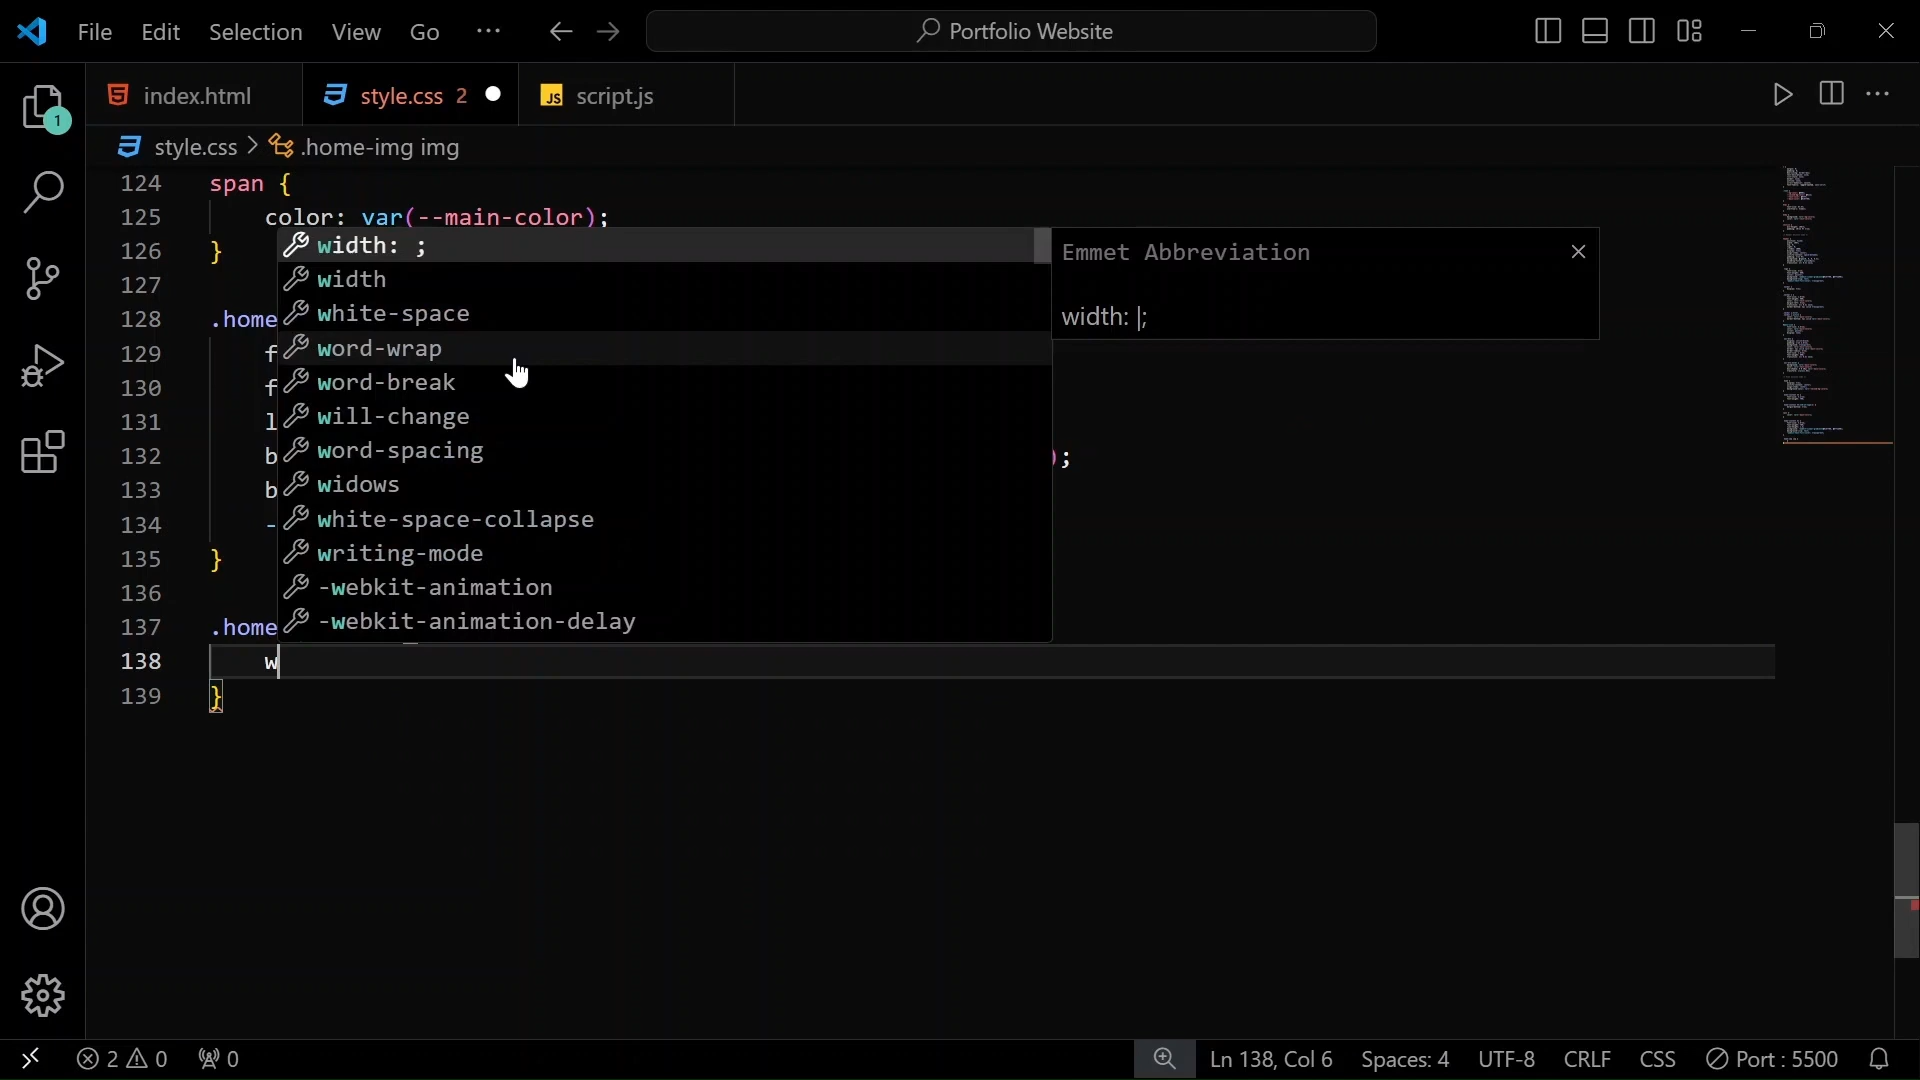 File Edit Selection View Go ···
Portfolio Website
1
index.html
style.css 2
JS script.js
style.css > .home-img img
124 span {
125 color: var(--main-color);
126 }
127
128 .home
129 f
130 f
131 l
132 b );
133 b
134 -
135 }
136
137 .home
138 w
139 }
width: ;
width
white-space
word-wrap
word-break
will-change
word-spacing
widows
white-space-collapse
writing-mode
-webkit-animation
-webkit-animation-delay
Emmet Abbreviation
width: |;
2 0 0
Ln 138, Col 6 Spaces: 4 UTF-8 CRLF CSS Port : 5500